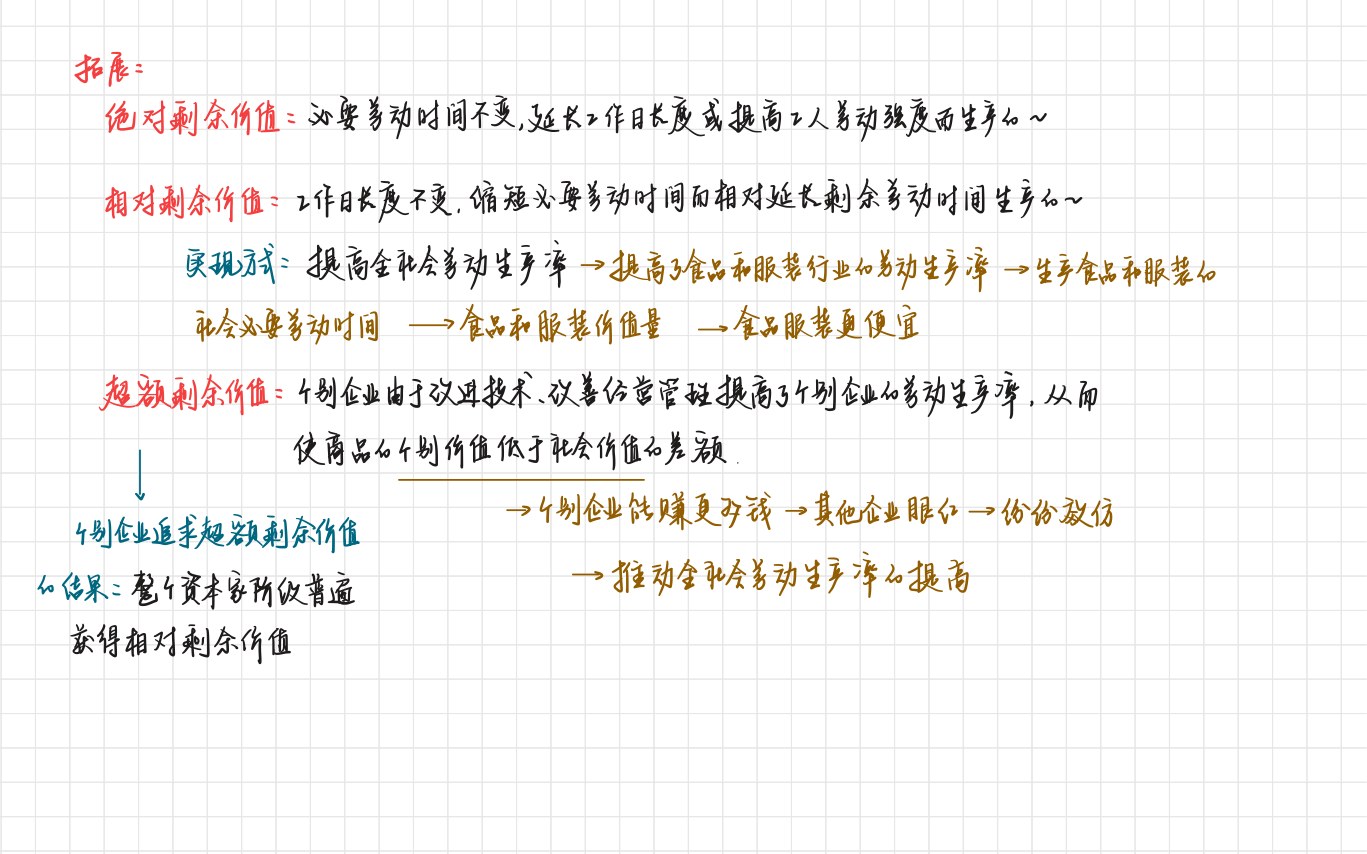 拓展：
绝对剩余价值：必要劳动时间不变，延长工作日长度或提高工人劳动强度而生产的~
相对剩余价值：工作日长度不变，缩短必要劳动时间而相对延长剩余劳动时间生产的~
实现方式：提高全社会劳动生产率→提高了食品和服装行业的劳动生产率→生产食品和服装的
社会必要劳动时间 →食品和服装价值量 →食品服装更便宜
超额剩余价值：个别企业由于改进技术、改善经营管理提高了个别企业的劳动生产率，从而
使商品的个别价值低于社会价值的差额.
→个别企业能赚更多钱→其他企业眼红→份份效仿
→推动全社会劳动生产率的提高
↓
个别企业追求超额剩余价值
的结果：整个资本家阶级普遍
获得相对剩余价值